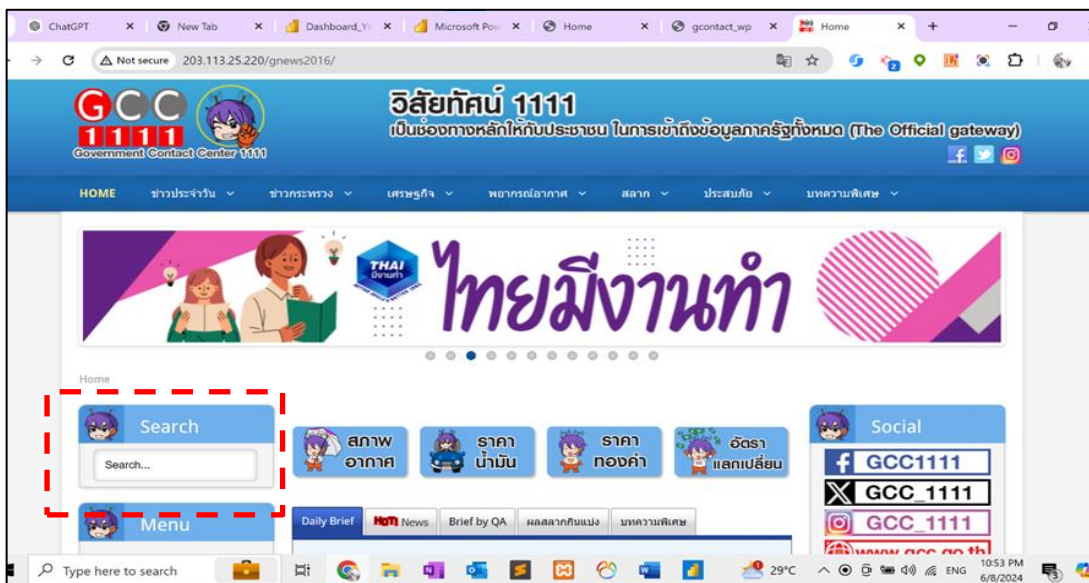 ChatGPT New Tab Dashboard_Y Microsoft Pow Home gcontact_wp Home
Not secure 203.113.25.220/gnews2016/
GCC
1111
Government Contact Center 1111
วิสัยทัศน์ 1111
เป็นช่องทางหลักให้กับประชาชน ในการเข้าถึงข้อมูลภาครัฐทั้งหมด (The Official gateway)
HOME ข่าวประจำวัน ข่าวกระทรวง เศรษฐกิจ พยากรณ์อากาศ สลาก ประสบภัย บทความพิเศษ
THAI
มีงานทำ
ไทยมีงานทำ
Home
Search
Search...
Menu
สภาพ
อากาศ
ราคา
น้ำมัน
ราคา
ทองคำ
อัตรา
แลกเปลี่ยน
Daily Brief HOT News Brief by QA ผลสลากกินแบ่ง บทความพิเศษ
Social
GCC1111
GCC_1111
GCC_1111
www.gcc.go.th
Type here to search
29°C ENG 10:53 PM
6/8/2024